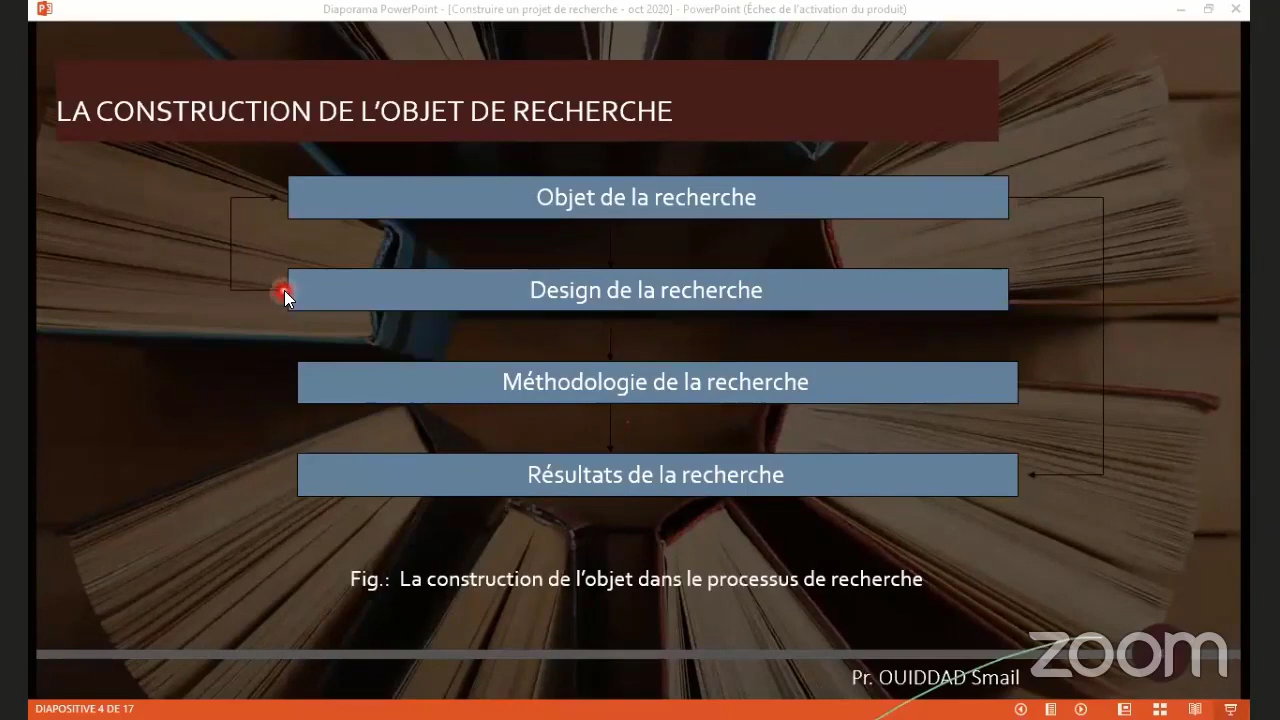 Diaporama PowerPoint - [Construire un projet de recherche - oct 2020] - PowerPoint (Échec de l'activation du produit)
LA CONSTRUCTION DE L'OBJET DE RECHERCHE
Objet de la recherche
Design de la recherche
Méthodologie de la recherche
Résultats de la recherche
Fig.: La construction de l'objet dans le processus de recherche
zoom
Pr. OUIDDAD Smail
DIAPOSITIVE 4 DE 17